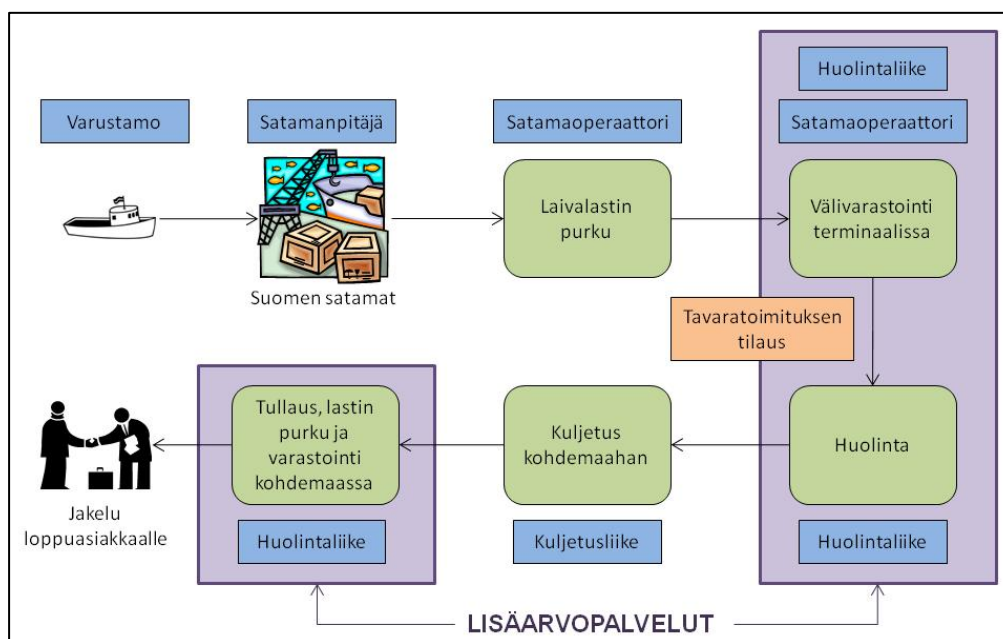 Huolintaliike
Varustamo
Satamanpitäjä
Satamaoperaattori
Satamaoperaattori
Laivalastin
purku
Välivarastointi
terminaalissa
Suomen satamat
Tavaratoimituksen
tilaus
Tullaus, lastin
purku ja
varastointi
kohdemaassa
Kuljetus
kohdemaahan
Huolinta
Jakelu
loppuasiakkaalle
Huolintaliike
Kuljetusliike
Huolintaliike
LISÄARVOPALVELUT